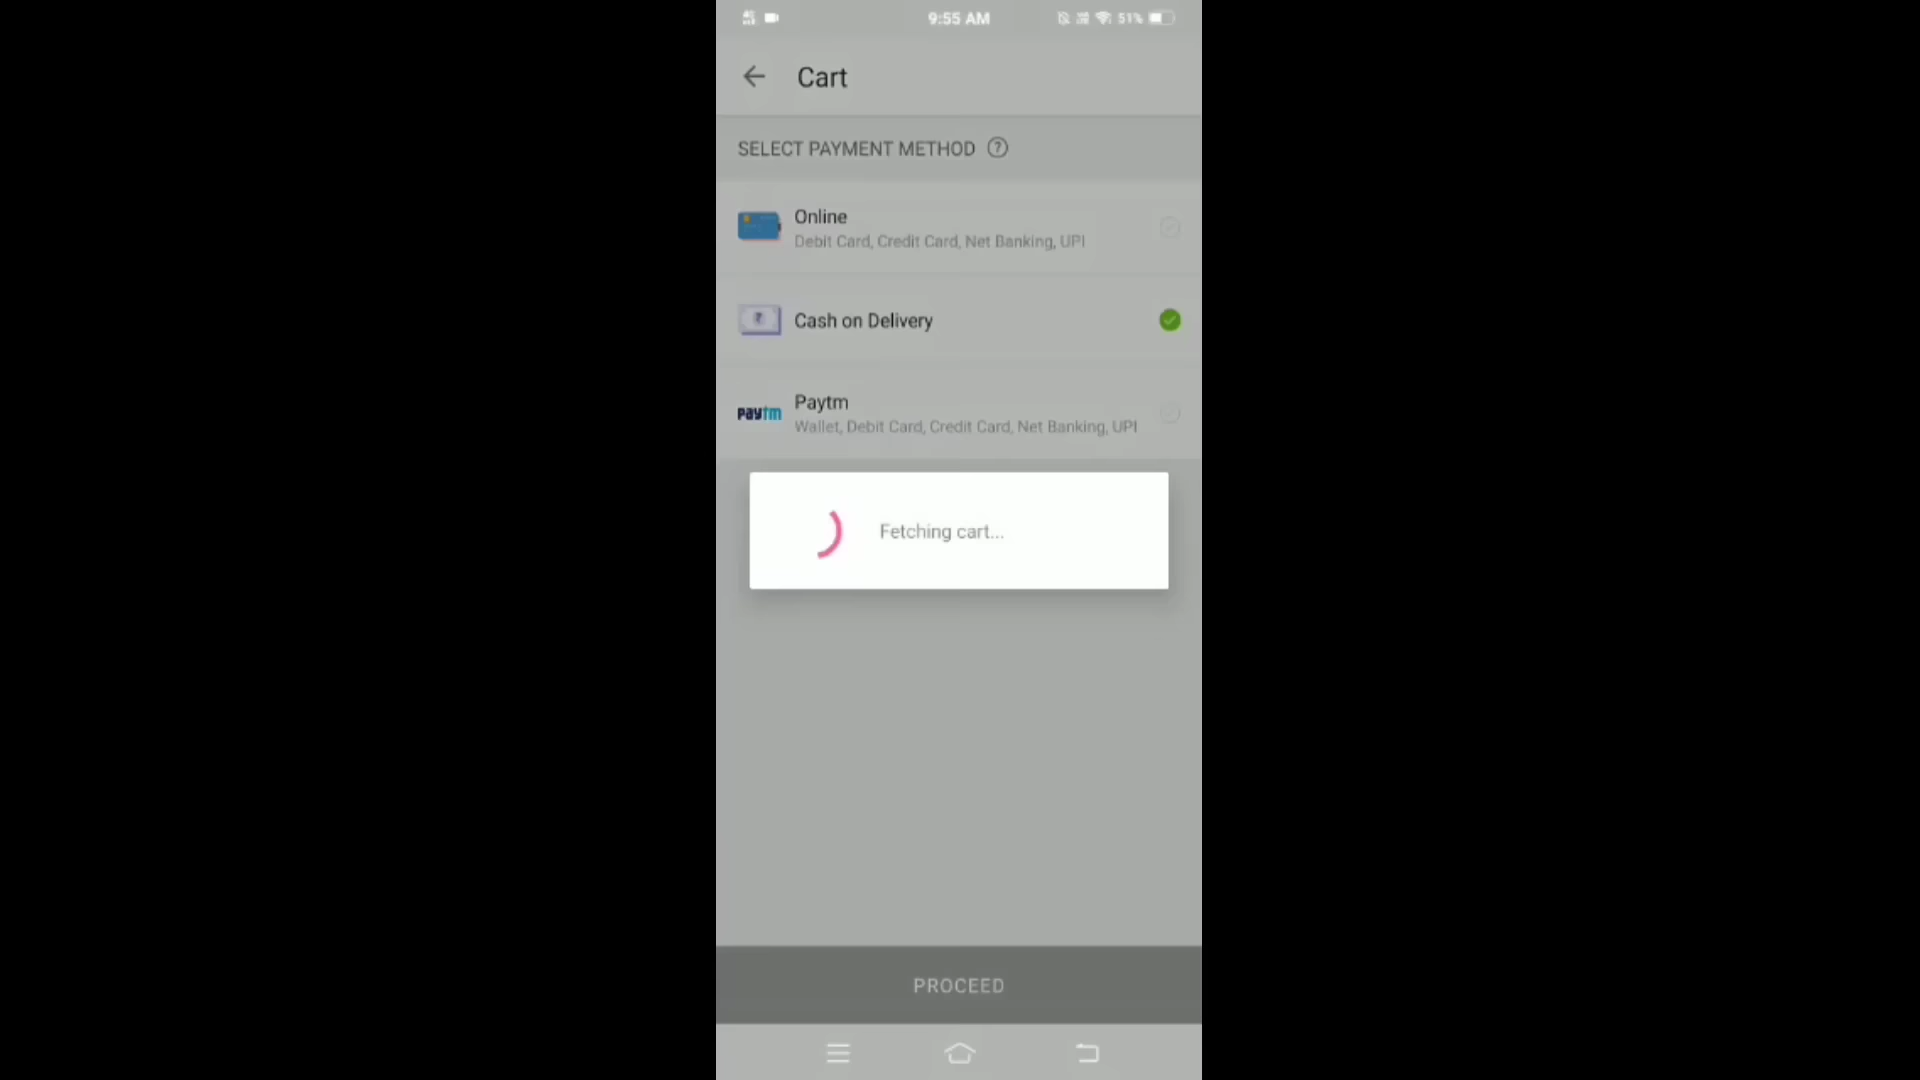 9:55 AM
51%
Cart
SELECT PAYMENT METHOD
Online
Debit Card, Credit Card, Net Banking, UPI
Cash on Delivery
paytm
Paytm
Wallet, Debit Card, Credit Card, Net Banking, UPI
Fetching cart...
PROCEED